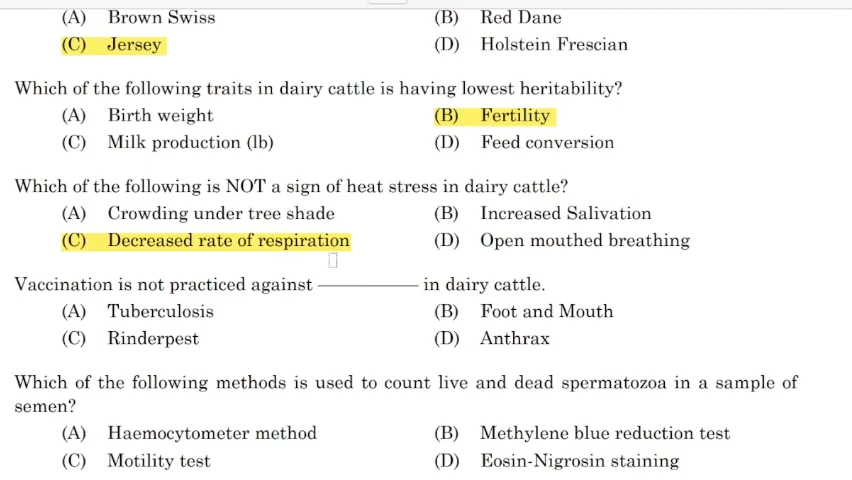 (A) Brown Swiss (B) Red Dane
(C) Jersey (D) Holstein Frescian
Which of the following traits in dairy cattle is having lowest heritability?
(A) Birth weight (B) Fertility
(C) Milk production (lb) (D) Feed conversion
Which of the following is NOT a sign of heat stress in dairy cattle?
(A) Crowding under tree shade (B) Increased Salivation
(C) Decreased rate of respiration (D) Open mouthed breathing
Vaccination is not practiced against ———— in dairy cattle.
(A) Tuberculosis (B) Foot and Mouth
(C) Rinderpest (D) Anthrax
Which of the following methods is used to count live and dead spermatozoa in a sample of
semen?
(A) Haemocytometer method (B) Methylene blue reduction test
(C) Motility test (D) Eosin-Nigrosin staining